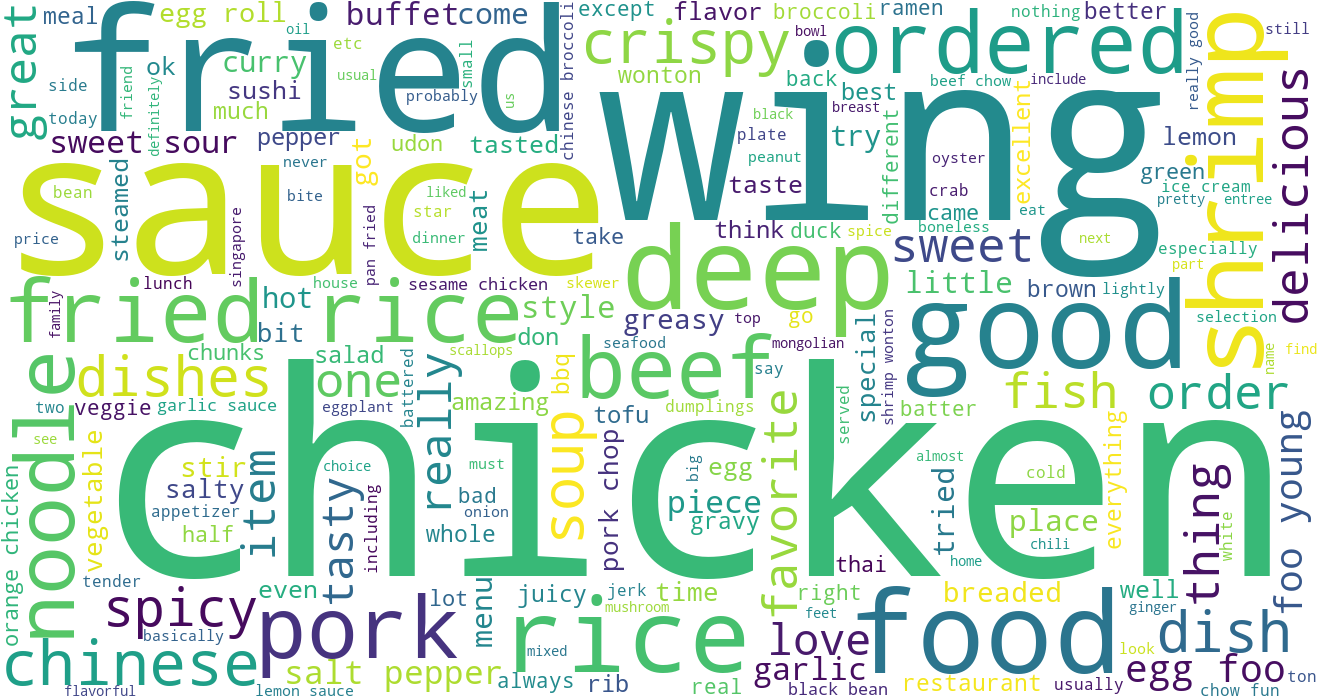 fried
wing
sauce
chicken
great
meal
egg roll
oil
buffet
come
except
flavor
broccoli
ramen
nothing
better
still
really good
shrimp
crispy
bowl
ordered
etc
ok
curry
usual
small
wonton
back
best
beef chow
include
side
sushi
friend
definitely
much
probably
us
chinese broccoli
black
breast
excellent
delicious
today
sweet sour
pepper
udon
tasted
plate
try
different
lemon
never
got
peanut
taste
oyster
green
bean
steamed
bite
liked
meat
crab
came
ice cream
pretty
entree
star
eat
boneless
price
singapore
pan fried
dinner
take
think
duck
spice
sweet
next
especially
part
lunch
house
sesame chicken
skewer
deep
little
brown
lightly
family
fried rice
hot
style
greasy
top
go
good
selection
bit
don
seafood
mongolian
special
shrimp wonton
name
find
noodle
chunks
salad
scallops
beef
say
dishes
one
really
bbq
fish
order
two
veggie
garlic sauce
eggplant
battered
amazing
tofu
dumplings
favorite
served
batter
see
vegetable
stir
item
choice
must
soup
pork chop
big
egg
almost
tried
cold
everything
foo young
orange chicken
salty
tasty
including
bad
piece
place
thing
appetizer
onion
gravy
white
half
whole
chili
tender
even
menu
thai
home
spicy
pork
lot
juicy
jerk
time
right
breaded
well
mushroom
feet
ginger
basically
rice
love
food
dish
chinese
mixed
look
salt pepper
garlic
egg foo
flavorful
lemon sauce
always
rib
real
black bean
restaurant
usually
chow fun
ton